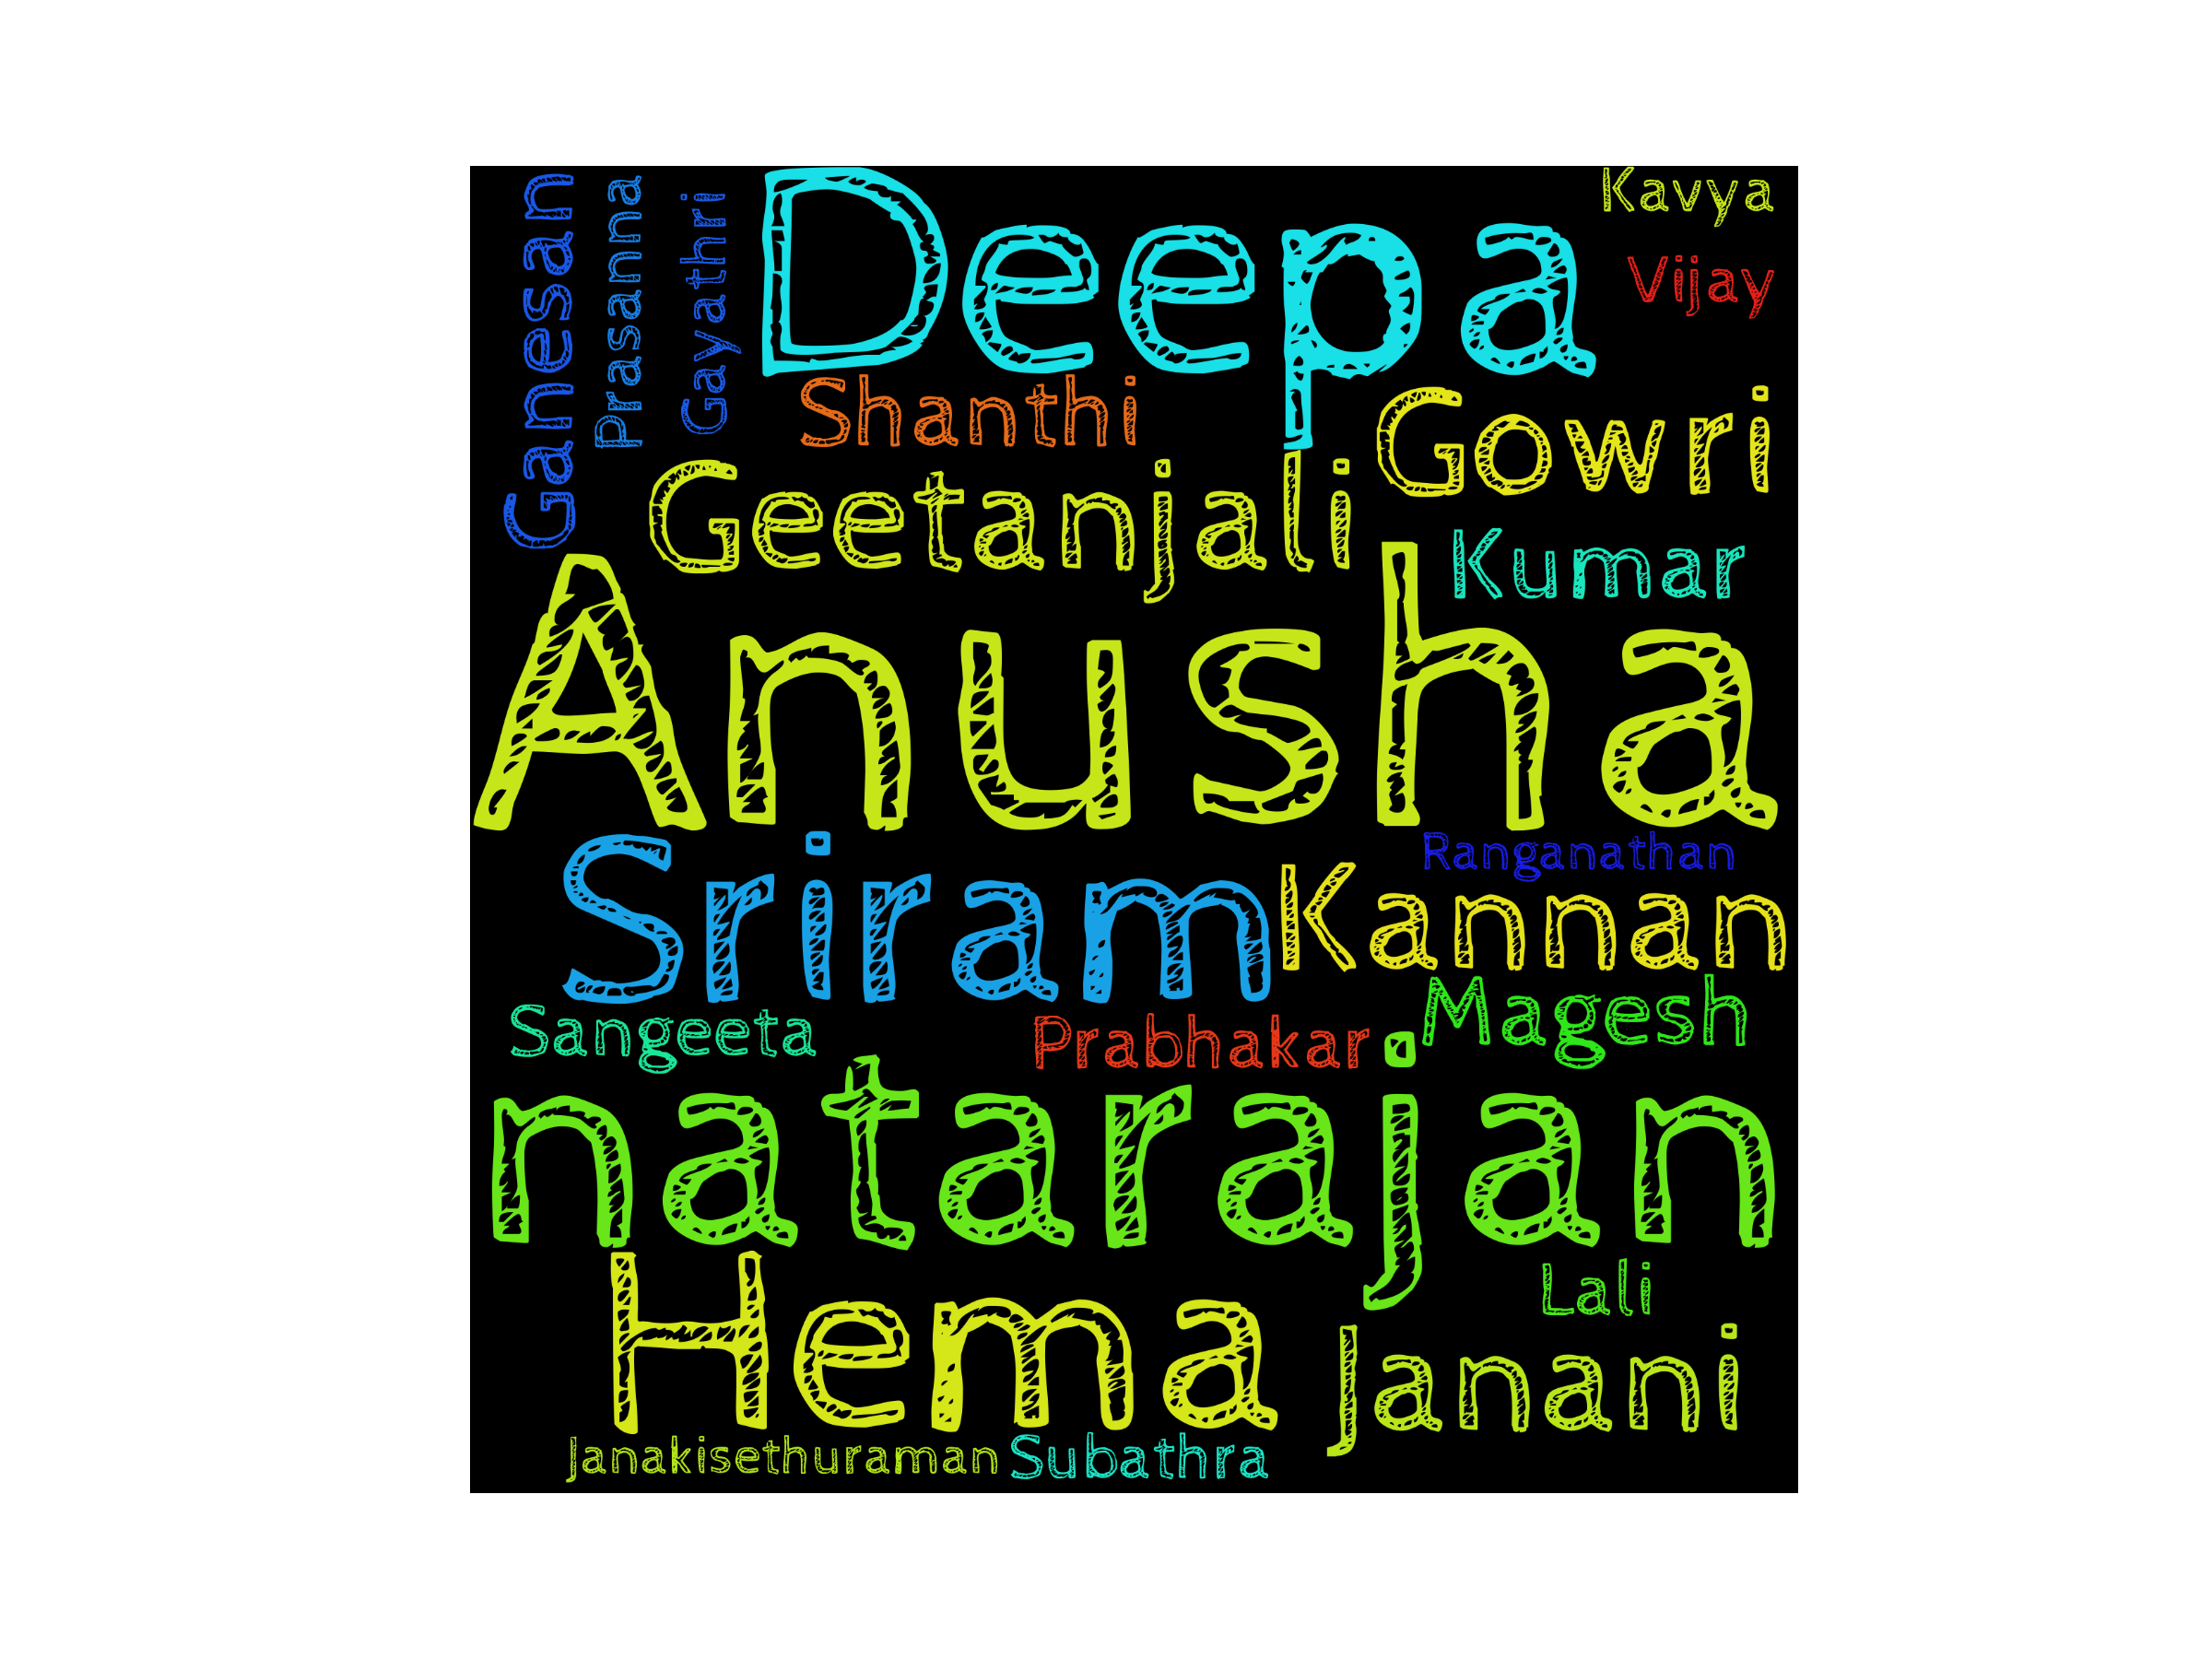 Ganesan
Prasanna
Gayathri
Deepa
Kavya
Vijay
Shanthi
Gowri
Geetanjali
Kumar
Anusha
Sriram
Ranganathan
Kannan
Sangeeta
Prabhakar
Magesh
natarajan
Hema
Lali
Janani
Janakisethuraman
Subathra